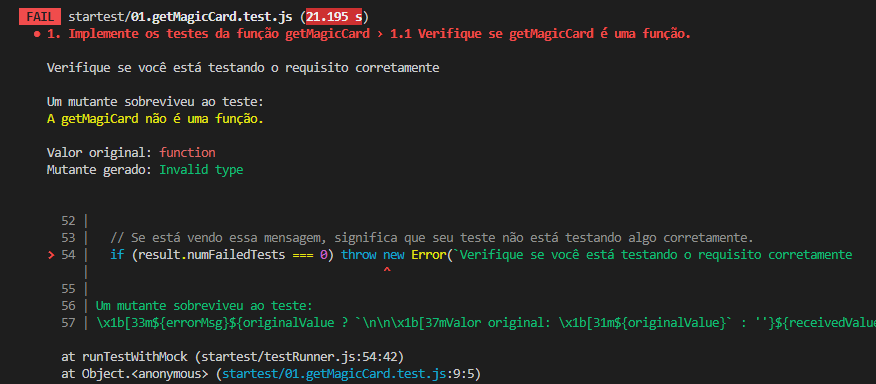 FAIL startest/01.getMagicCard.test.js (21.195 s)
● 1. Implemente os testes da função getMagicCard › 1.1 Verifique se getMagicCard é uma função.
Verifique se você está testando o requisito corretamente
Um mutante sobreviveu ao teste:
A getMagiCard não é uma função.
Valor original: function
Mutante gerado: Invalid type
52 |
53 | // Se está vendo essa mensagem, significa que seu teste não está testando algo corretamente.
> 54 | if (result.numFailedTests === 0) throw new Error(`Verifique se você está testando o requisito corretamente
| ^
55 |
56 | Um mutante sobreviveu ao teste:
57 | \x1b[33m${errorMsg}${originalValue ? `\n\n\x1b[37mValor original: \x1b[31m${originalValue}` : ''}${receivedValue
at runTestWithMock (startest/testRunner.js:54:42)
at Object.<anonymous> (startest/01.getMagicCard.test.js:9:5)